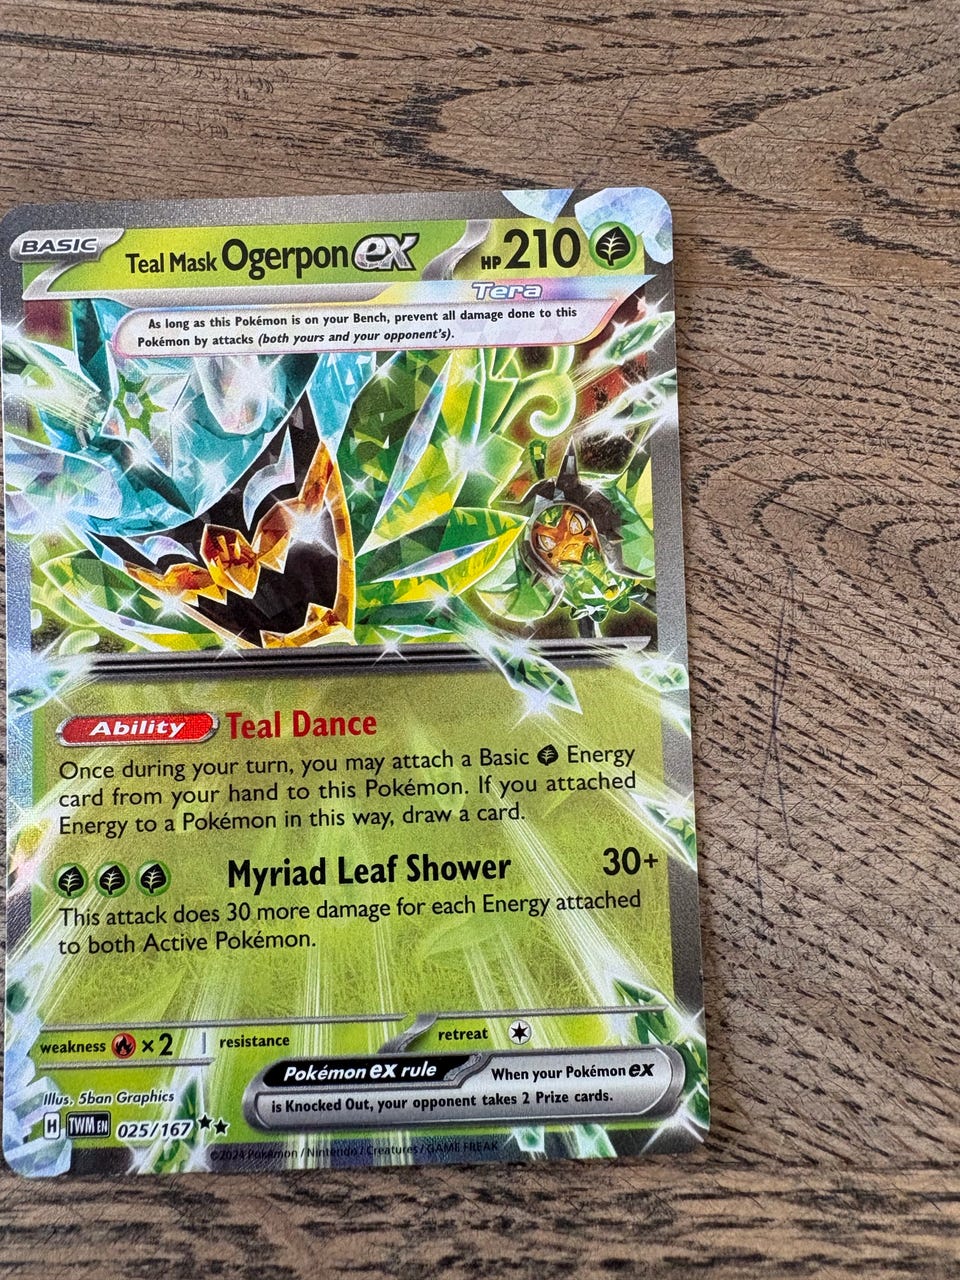 BASIC
Teal Mask Ogerpon ex HP 210
Tera
As long as this Pokémon is on your Bench, prevent all damage done to this
Pokémon by attacks (both yours and your opponent's).
Ability Teal Dance
Once during your turn, you may attach a Basic Energy
card from your hand to this Pokémon. If you attached
Energy to a Pokémon in this way, draw a card.
Myriad Leaf Shower 30+
This attack does 30 more damage for each Energy attached
to both Active Pokémon.
weakness ×2 resistance retreat
Pokémon ex rule When your Pokémon ex
is Knocked Out, your opponent takes 2 Prize cards.
Illus. 5ban Graphics
H TWM EN 025/167 ★★
©2024 Pokémon / Nintendo / Creatures / GAME FREAK